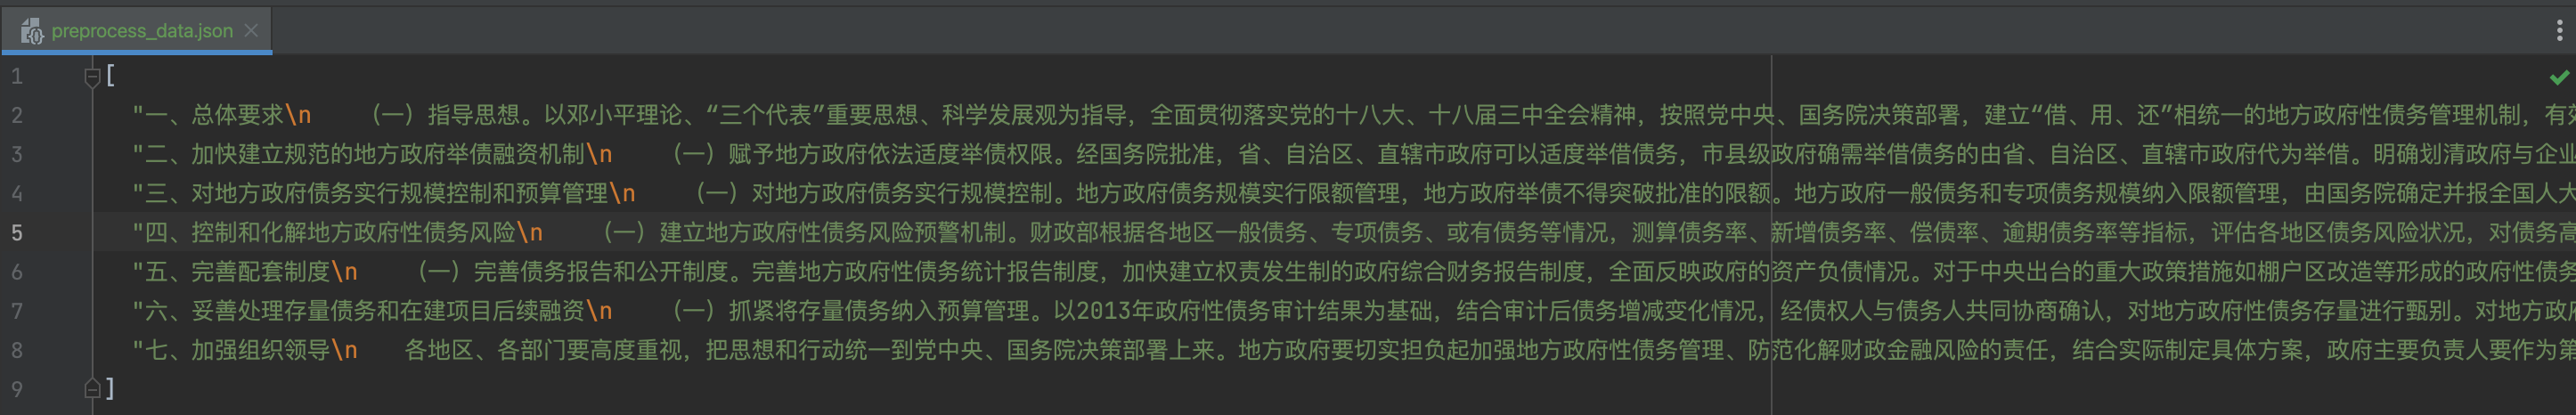 preprocess_data.json
1 [
2 "一、总体要求\n　　（一）指导思想。以邓小平理论、“三个代表”重要思想、科学发展观为指导，全面贯彻落实党的十八大、十八届三中全会精神，按照党中央、国务院决策部署，建立“借、用、还”相统一的地方政府性债务管理机制，有效
3 "二、加快建立规范的地方政府举债融资机制\n　　（一）赋予地方政府依法适度举债权限。经国务院批准，省、自治区、直辖市政府可以适度举借债务，市县级政府确需举借债务的由省、自治区、直辖市政府代为举借。明确划清政府与企业
4 "三、对地方政府债务实行规模控制和预算管理\n　　（一）对地方政府债务实行规模控制。地方政府债务规模实行限额管理，地方政府举债不得突破批准的限额。地方政府一般债务和专项债务规模纳入限额管理，由国务院确定并报全国人大
5 "四、控制和化解地方政府性债务风险\n　　（一）建立地方政府性债务风险预警机制。财政部根据各地区一般债务、专项债务、或有债务等情况，测算债务率、新增债务率、偿债率、逾期债务率等指标，评估各地区债务风险状况，对债务高
6 "五、完善配套制度\n　　（一）完善债务报告和公开制度。完善地方政府性债务统计报告制度，加快建立权责发生制的政府综合财务报告制度，全面反映政府的资产负债情况。对于中央出台的重大政策措施如棚户区改造等形成的政府性债务
7 "六、妥善处理存量债务和在建项目后续融资\n　　（一）抓紧将存量债务纳入预算管理。以2013年政府性债务审计结果为基础，结合审计后债务增减变化情况，经债权人与债务人共同协商确认，对地方政府性债务存量进行甄别。对地方政府
8 "七、加强组织领导\n　　各地区、各部门要高度重视，把思想和行动统一到党中央、国务院决策部署上来。地方政府要切实担负起加强地方政府性债务管理、防范化解财政金融风险的责任，结合实际制定具体方案，政府主要负责人要作为第
9 ]